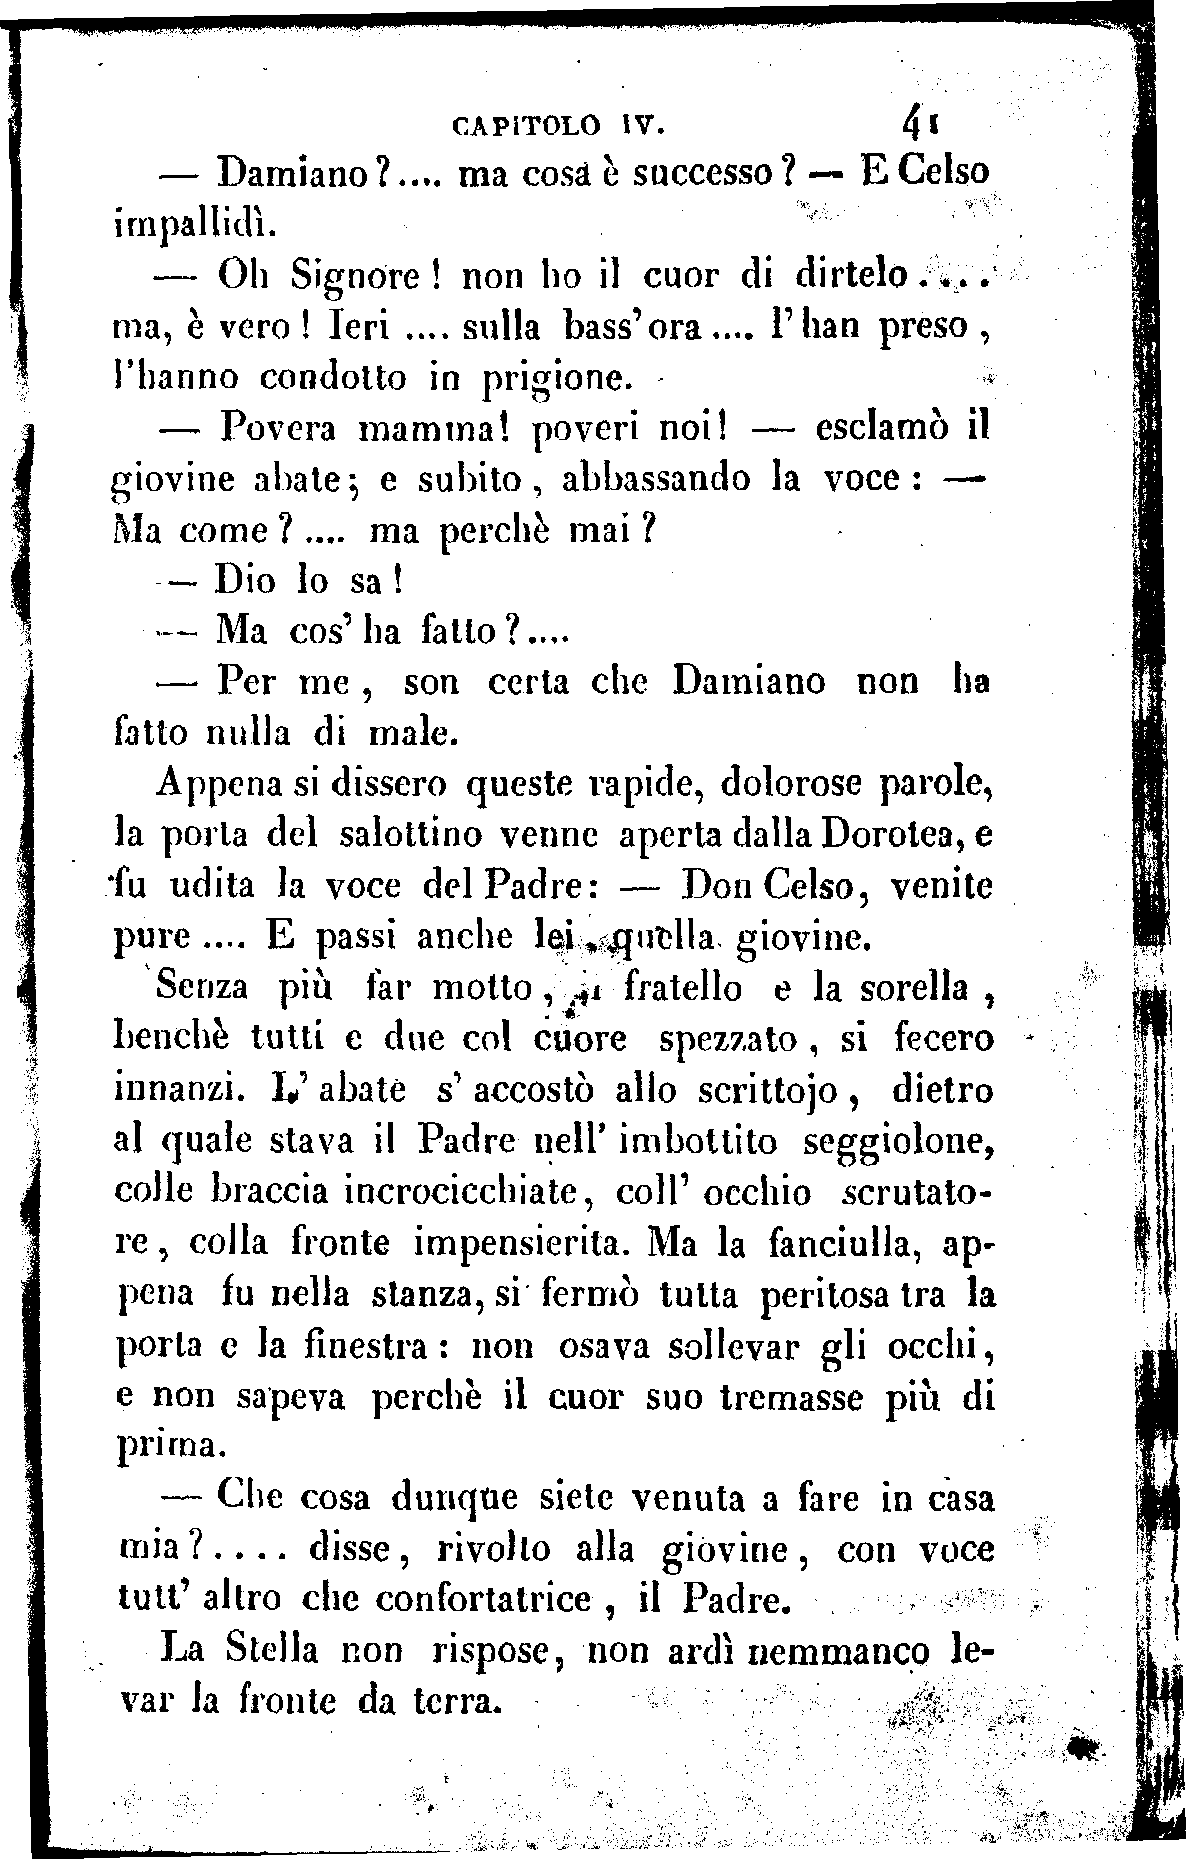 CAPITOLO IV. 41
— Damiano?.... ma cosa è successo? — E Celso
impallidì.
— Oh Signore! non ho il cuor di dirtelo....
ma, è vero! Ieri .... sulla bass'ora.... l'han preso,
l'hanno condotto in prigione.
— Povera mamma! poveri noi! — esclamò il
giovine abate; e subito, abbassando la voce: —
Ma come?.... ma perchè mai?
— Dio lo sa!
— Ma cos'ha fatto?....
— Per me, son certa che Damiano non ha
fatto nulla di male.
Appena si dissero queste rapide, dolorose parole,
la porta del salottino venne aperta dalla Dorotea, e
fu udita la voce del Padre: — Don Celso, venite
pure .... E passi anche lei, quella giovine.
Senza più far motto, fratello e la sorella,
benchè tutti e due col cuore spezzato, si fecero
innanzi. L'abate s'accostò allo scrittojo, dietro
al quale stava il Padre nell'imbottito seggiolone,
colle braccia incrocicchiate, coll'occhio scrutato-
re, colla fronte impensierita. Ma la fanciulla, ap-
pena fu nella stanza, si fermò tutta peritosa tra la
porta e la finestra: non osava sollevar gli occhi,
e non sapeva perchè il cuor suo tremasse più di
prima.
— Che cosa dunque siete venuta a fare in casa
mia?.... disse, rivolto alla giovine, con voce
tutt'altro che confortatrice, il Padre.
La Stella non rispose, non ardì nemmanco le-
var la fronte da terra.